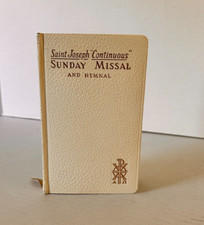 Saint Joseph "Continuous"
SUNDAY MISSAL
AND HYMNAL